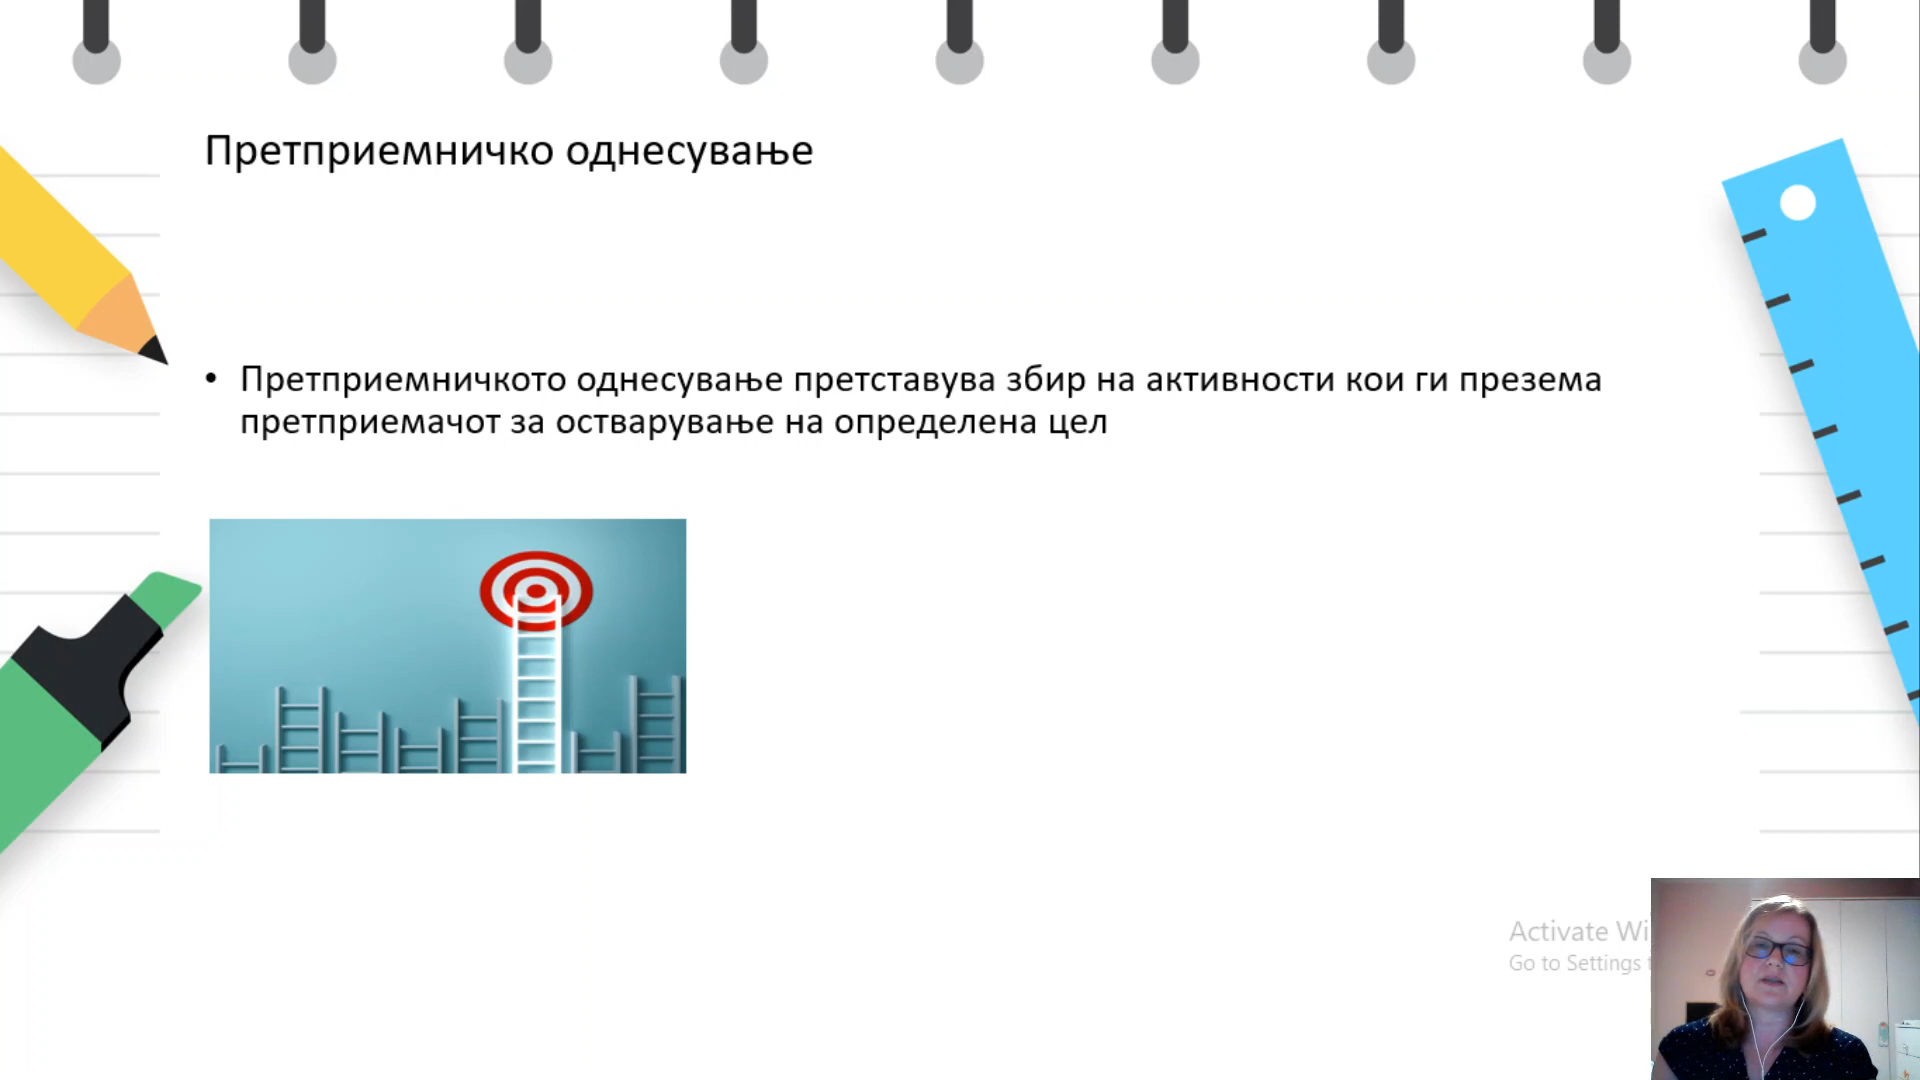 Претприемничко однесување
• Претприемничкото однесување претставува збир на активности кои ги презема
претприемачот за остварување на определена цел
Activate Wi
Go to Settings